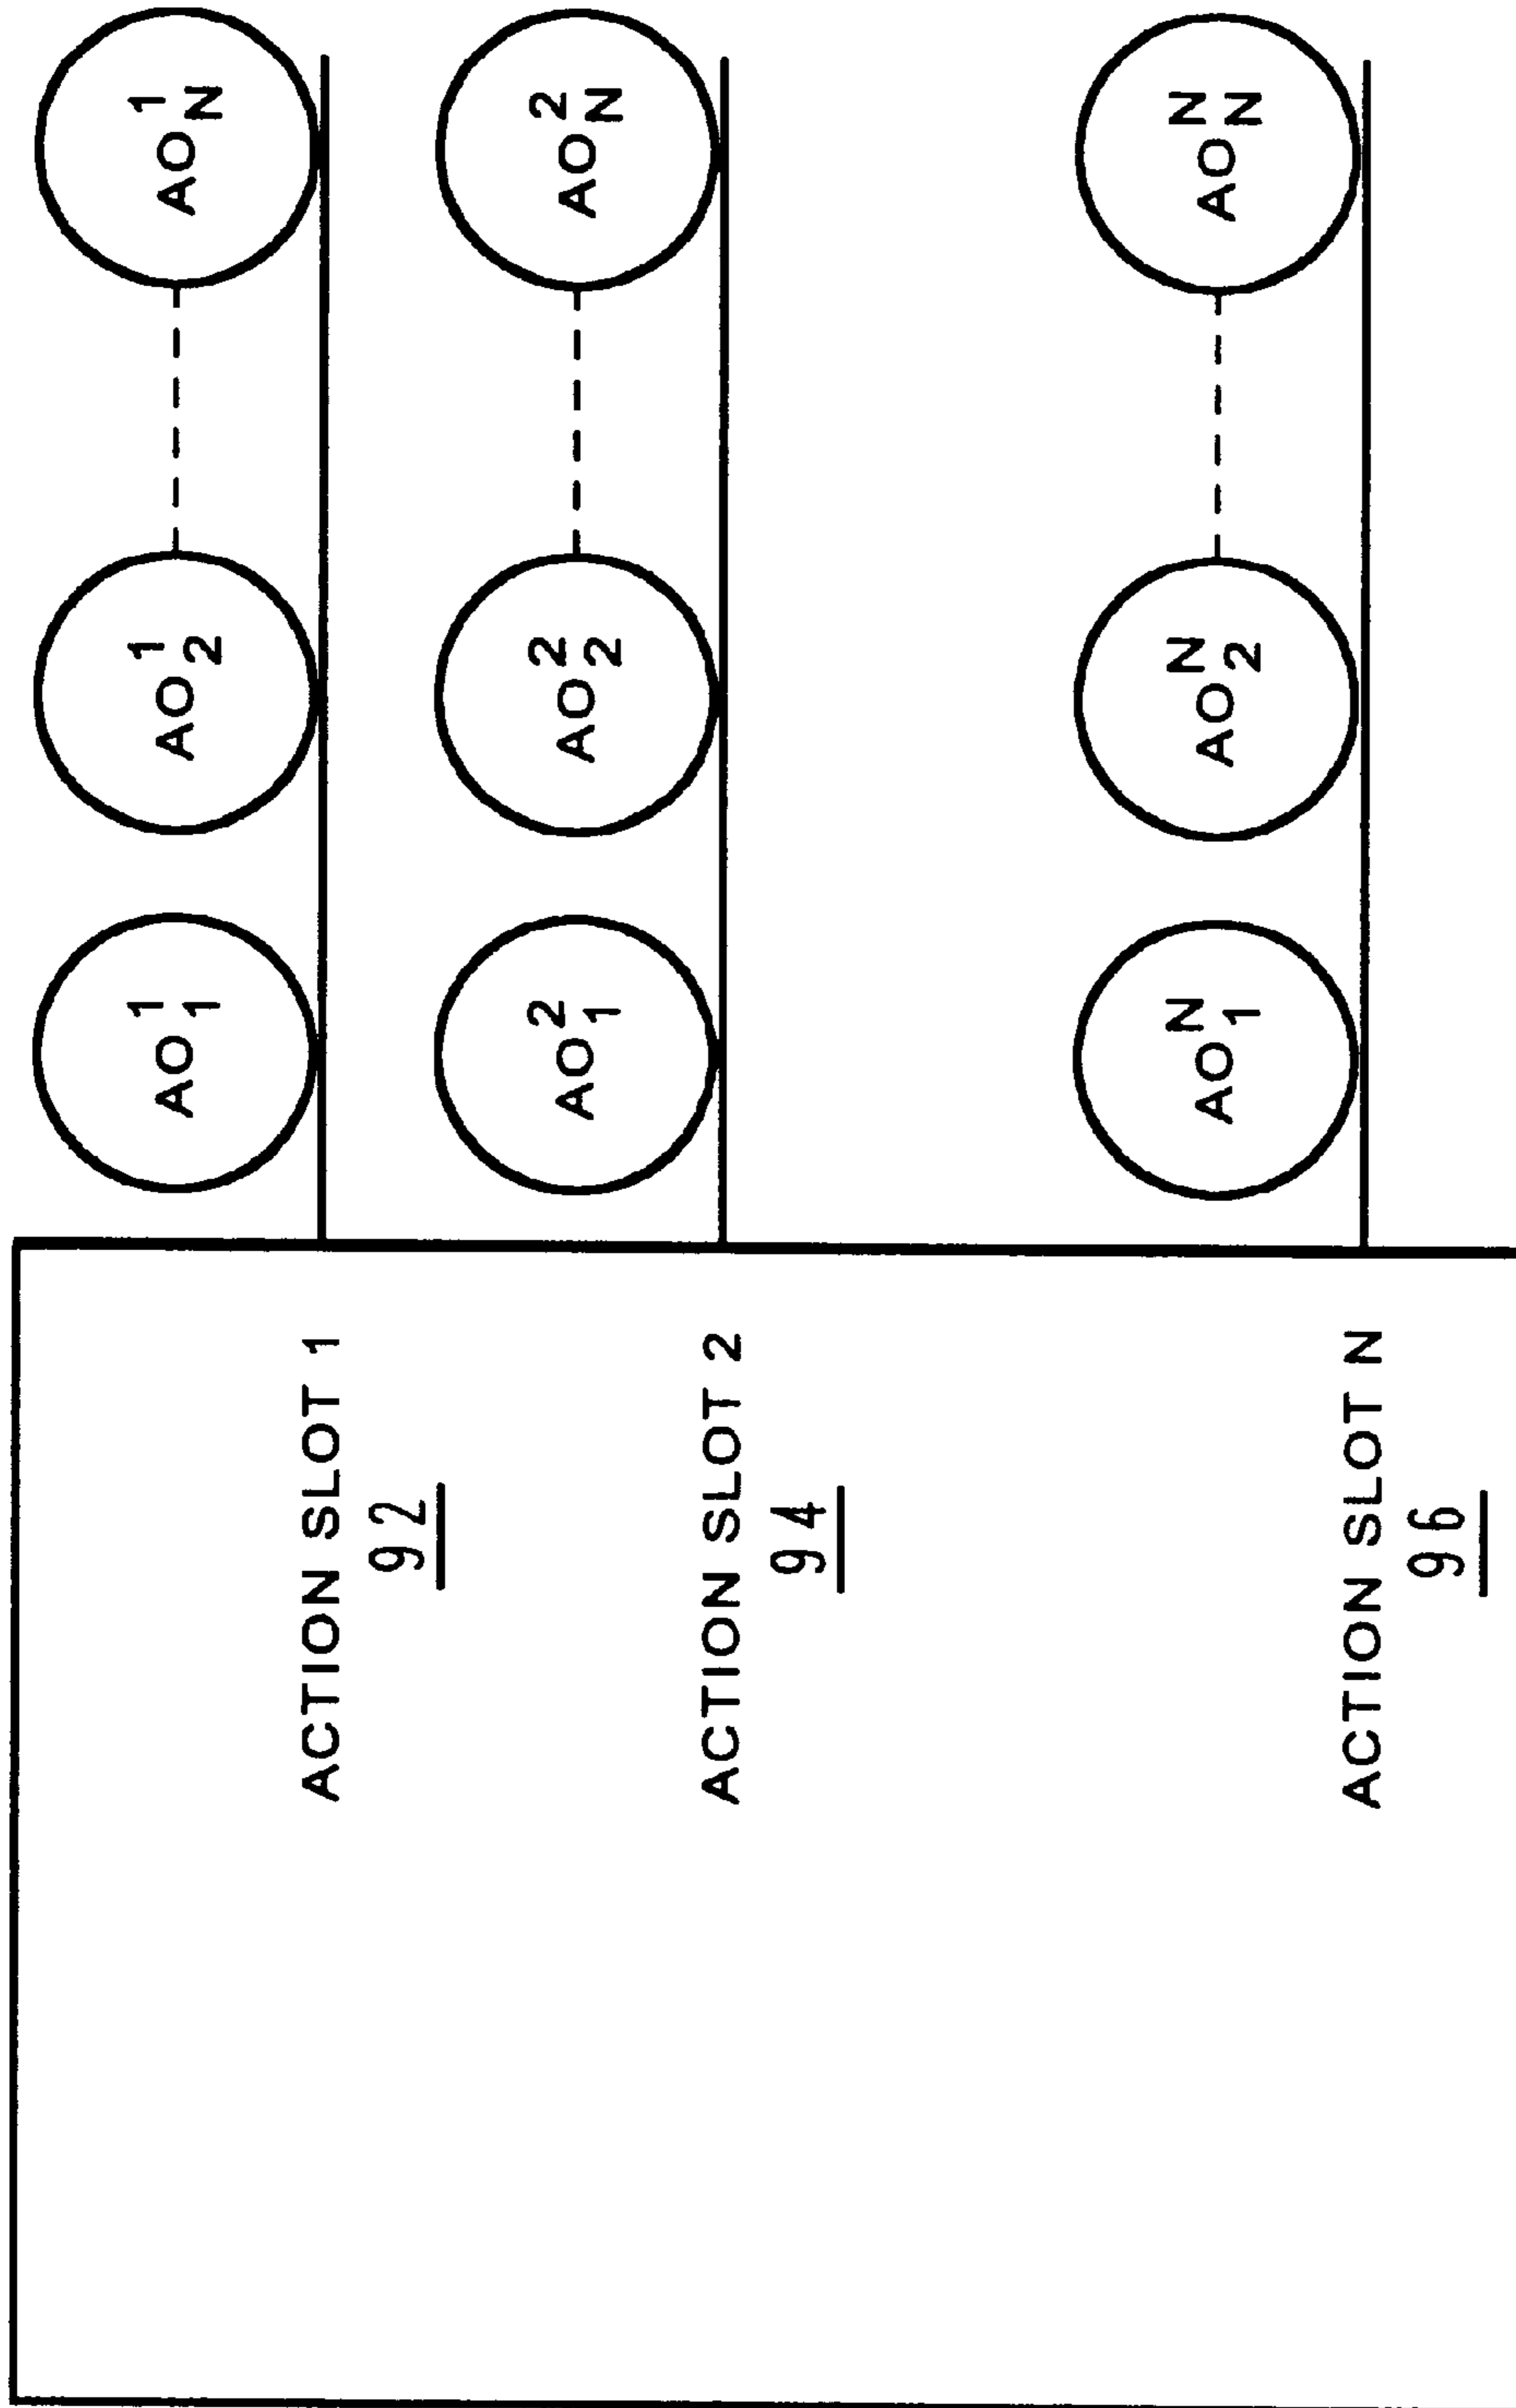 ACTION SLOT 1
92
AO¹₁ AO¹₂ AO¹N
ACTION SLOT 2
94
AO²₁ AO²₂ AO²N
ACTION SLOT N
96
AOᴺ₁ AOᴺ₂ AOᴺN